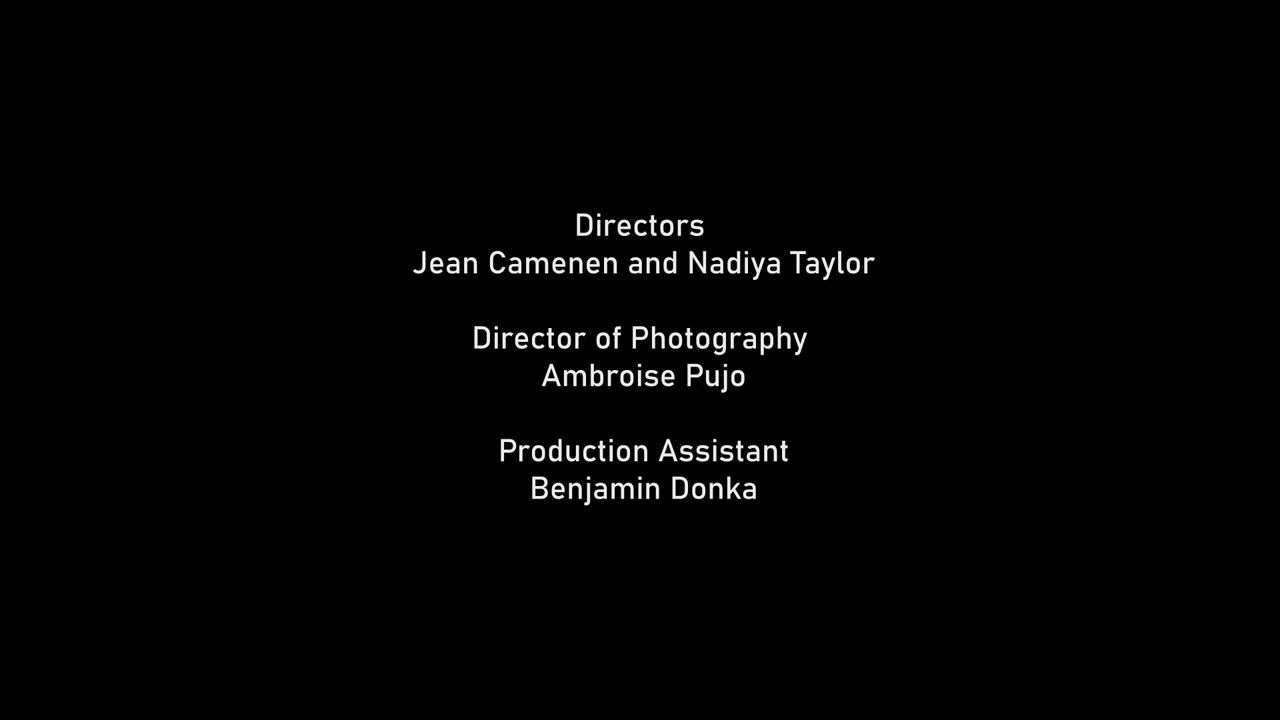 Directors
Jean Camenen and Nadiya Taylor
Director of Photography
Ambroise Pujo
Production Assistant
Benjamin Donka